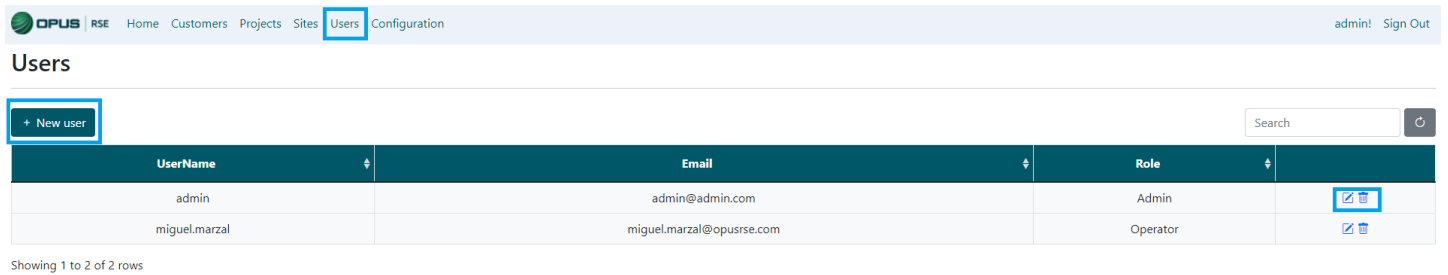 OPUS RSE Home Customers Projects Sites Users Configuration admin! Sign Out
Users
+ New user Search
UserName Email Role
admin admin@admin.com Admin
miguel.marzal miguel.marzal@opusrse.com Operator
Showing 1 to 2 of 2 rows